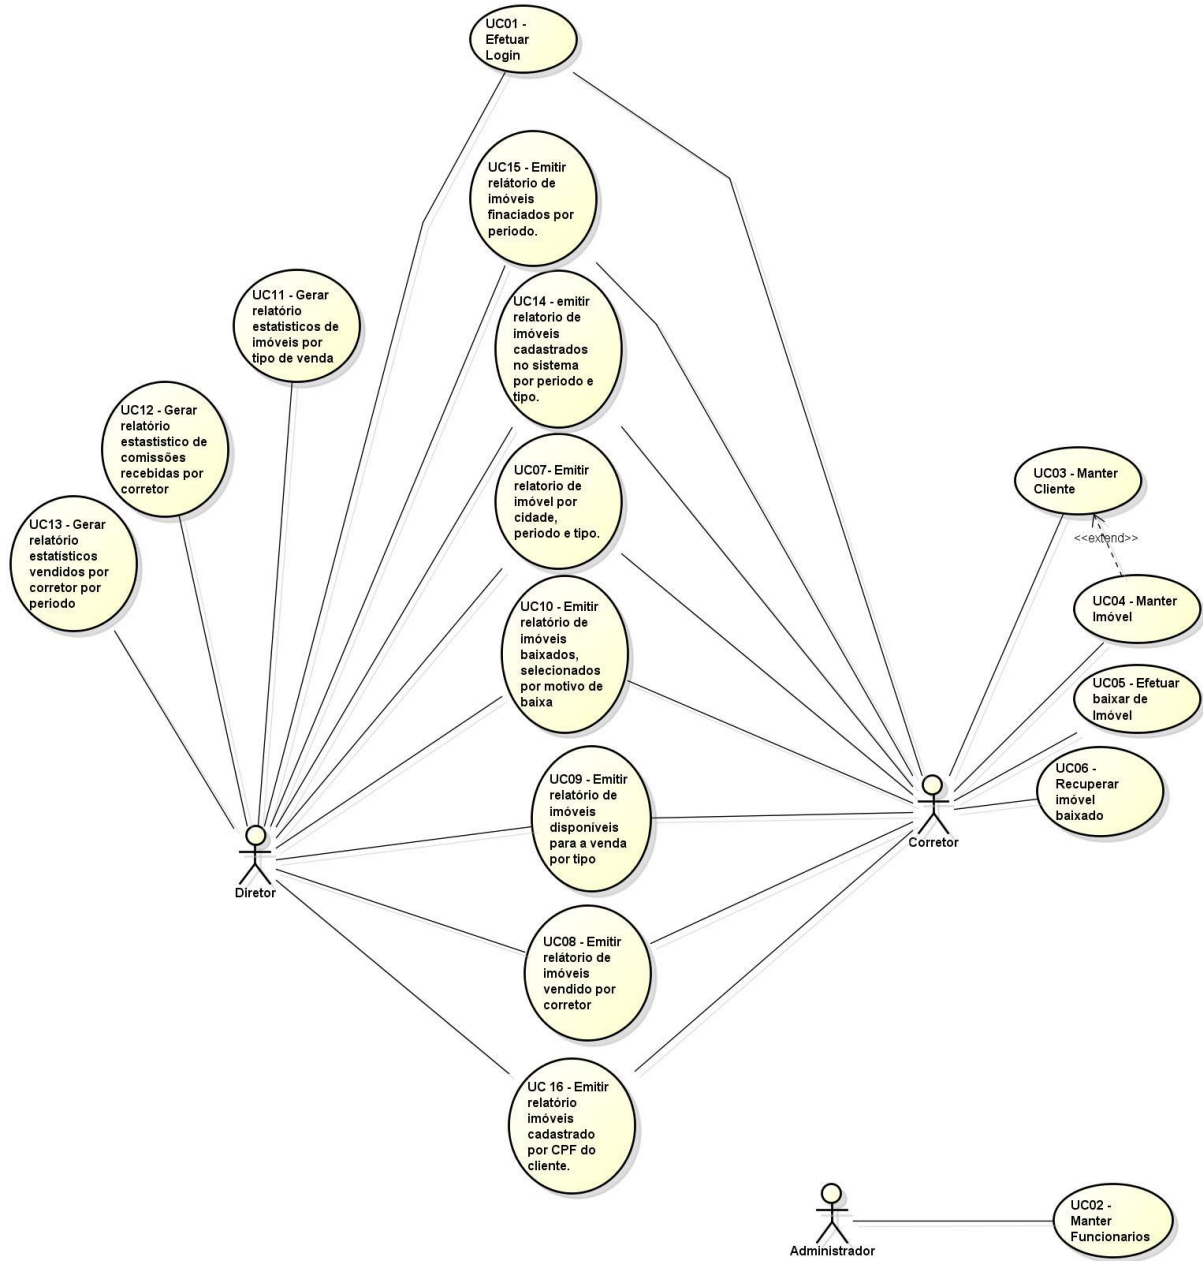 UC01 -
Efetuar
Login
UC15 - Emitir
relátorio de
imóveis
finaciados por
periodo.
UC11 - Gerar
relatório
estatisticos de
imóveis por
tipo de venda
UC14 - emitir
relatorio de
imóveis
cadastrados
no sistema
por periodo e
tipo.
UC12 - Gerar
relatório
estastistico de
comissões
recebidas por
corretor
UC07- Emitir
relatorio de
imóvel por
cidade,
periodo e tipo.
UC03 - Manter
Cliente
<<extend>>
UC13 - Gerar
relatório
estatísticos
vendidos por
corretor por
periodo
UC10 - Emitir
relatório de
imóveis
baixados,
selecionados
por motivo de
baixa
UC04 - Manter
Imóvel
UC05 - Efetuar
baixar de
Imóvel
UC06 -
Recuperar
imóvel
baixado
UC09 - Emitir
relatório de
imóveis
disponíveis
para a venda
por tipo
Corretor
Diretor
UC08 - Emitir
relátorio de
imóveis
vendido por
corretor
UC 16 - Emitir
relatório
imóveis
cadastrado
por CPF do
cliente.
UC02 -
Manter
Funcionarios
Administrador